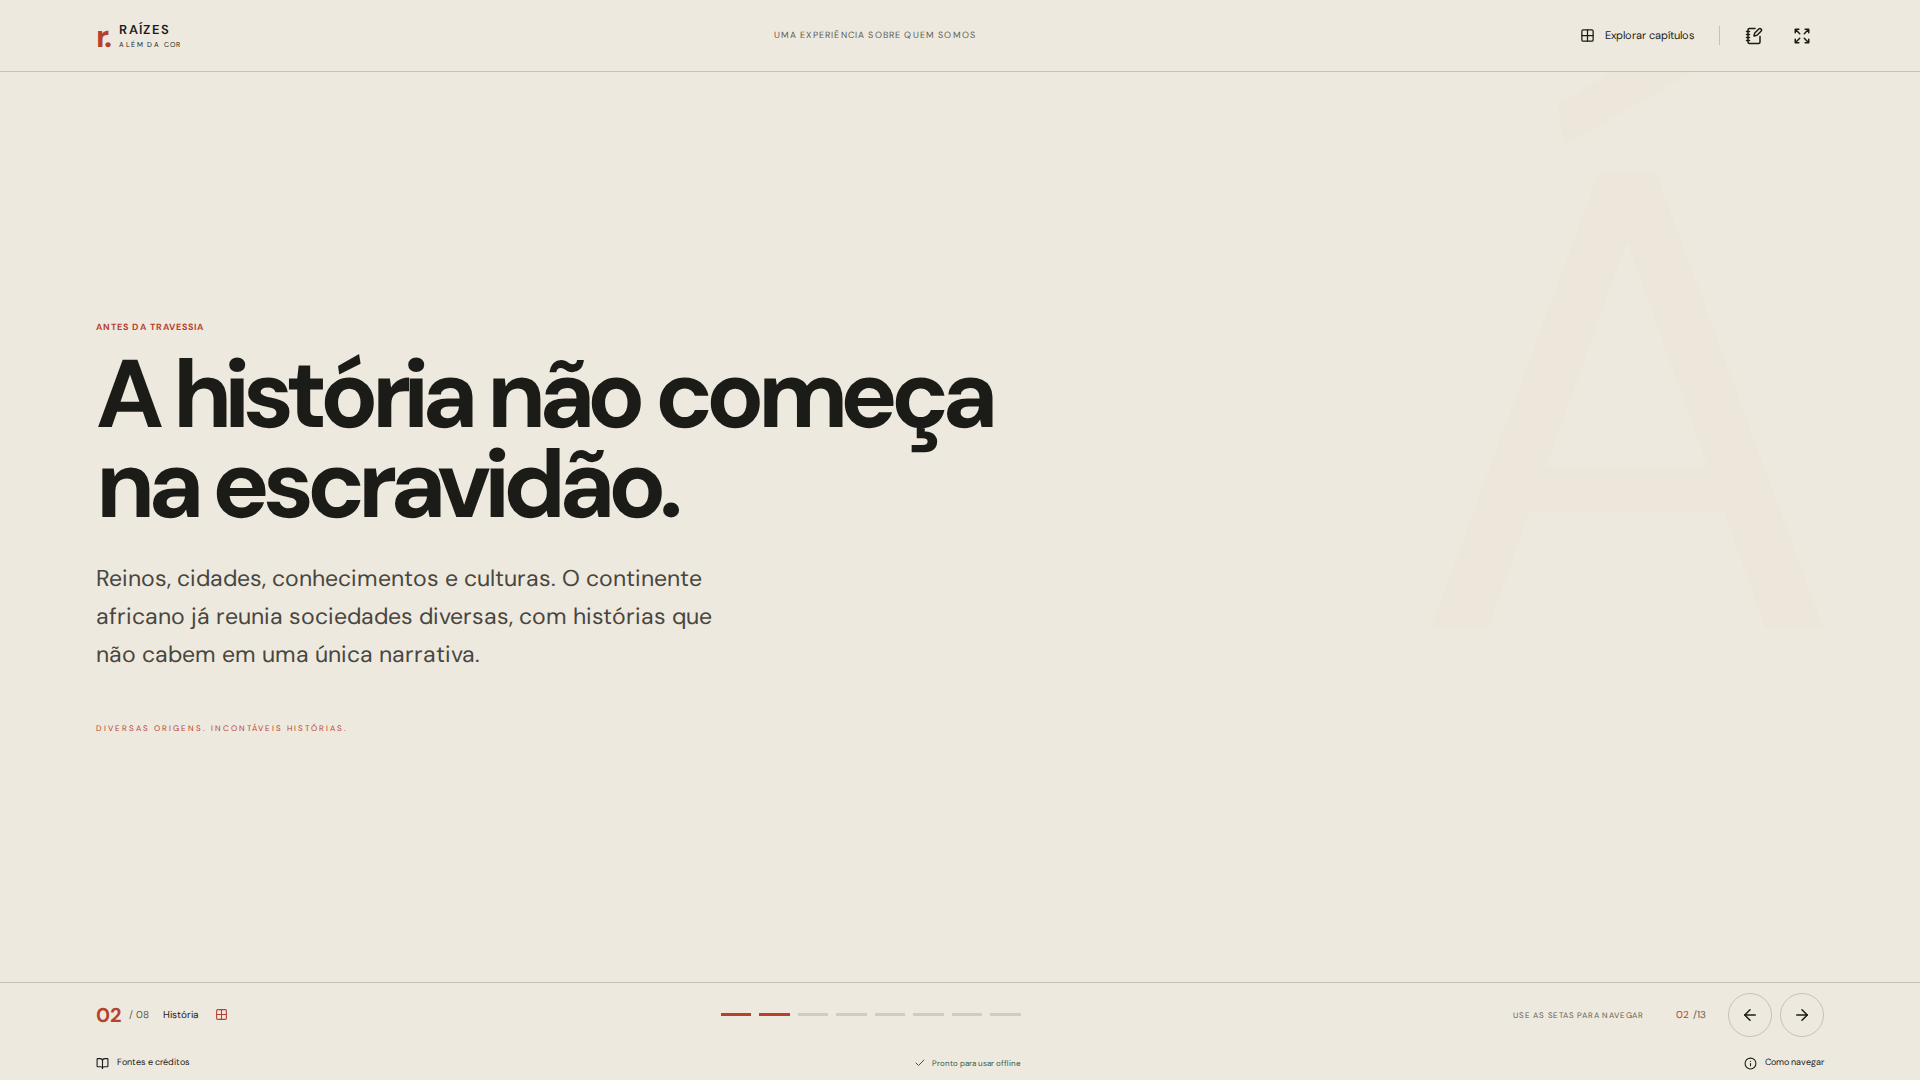 r.
RAÍZES
ALÉM DA COR
UMA EXPERIÊNCIA SOBRE QUEM SOMOS
Explorar capítulos
Á
ANTES DA TRAVESSIA
A história não começa
na escravidão.
Reinos, cidades, conhecimentos e culturas. O continente
africano já reunia sociedades diversas, com histórias que
não cabem em uma única narrativa.
DIVERSAS ORIGENS. INCONTÁVEIS HISTÓRIAS.
02 / 08 História
USE AS SETAS PARA NAVEGAR
02 /13
Fontes e créditos
Pronto para usar offline
Como navegar